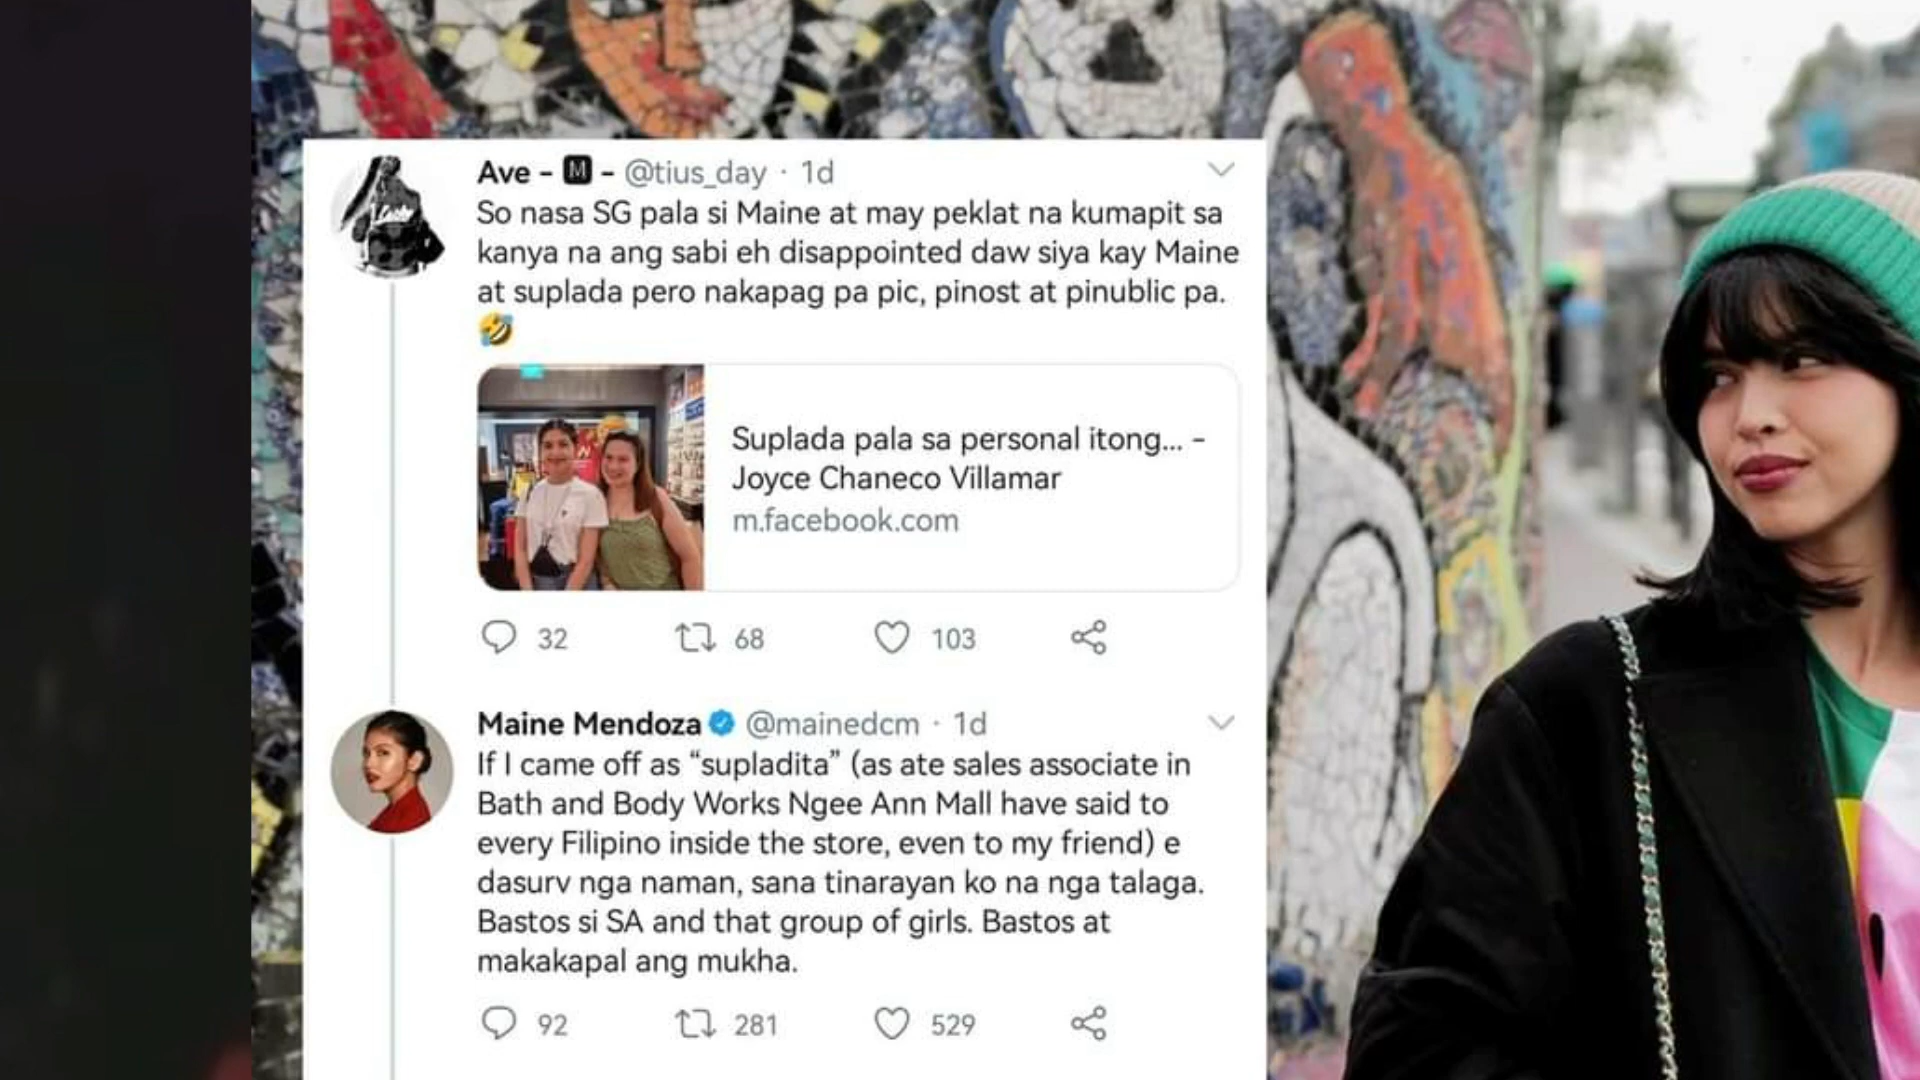 Ave - M - @tius_day · 1d
So nasa SG pala si Maine at may peklat na kumapit sa
kanya na ang sabi eh disappointed daw siya kay Maine
at suplada pero nakapag pa pic, pinost at pinublic pa.
🤣
Suplada pala sa personal itong... -
Joyce Chaneco Villamar
m.facebook.com
32 68 103
Maine Mendoza @mainedcm · 1d
If I came off as “supladita” (as ate sales associate in
Bath and Body Works Ngee Ann Mall have said to
every Filipino inside the store, even to my friend) e
dasurv nga naman, sana tinarayan ko na nga talaga.
Bastos si SA and that group of girls. Bastos at
makakapal ang mukha.
92 281 529